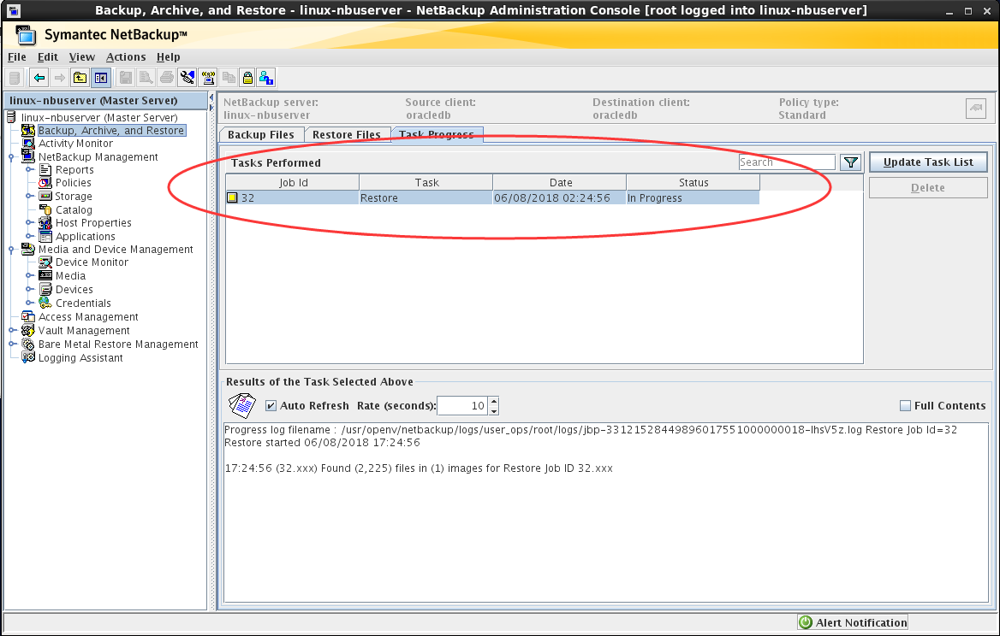 Backup, Archive, and Restore - linux-nbuserver - NetBackup Administration Console [root logged into linux-nbuserver]
Symantec NetBackup™
File Edit View Actions Help
linux-nbuserver (Master Server)
linux-nbuserver (Master Server)
Backup, Archive, and Restore
Activity Monitor
NetBackup Management
Reports
Policies
Storage
Catalog
Host Properties
Applications
Media and Device Management
Device Monitor
Media
Devices
Credentials
Access Management
Vault Management
Bare Metal Restore Management
Logging Assistant
NetBackup server: Source client: Destination client: Policy type:
linux-nbuserver oracledb oracledb Standard
Backup Files Restore Files Task Progress
Tasks Performed Search Update Task List
Delete
Job Id Task Date Status
32 Restore 06/08/2018 02:24:56 In Progress
Results of the Task Selected Above
Auto Refresh Rate (seconds): 10 Full Contents
Progress log filename : /usr/openv/netbackup/logs/user_ops/root/logs/jbp-33121528449896017551000000018-lhsV5z.log Restore Job Id=32
Restore started 06/08/2018 17:24:56
17:24:56 (32.xxx) Found (2,225) files in (1) images for Restore Job ID 32.xxx
Alert Notification